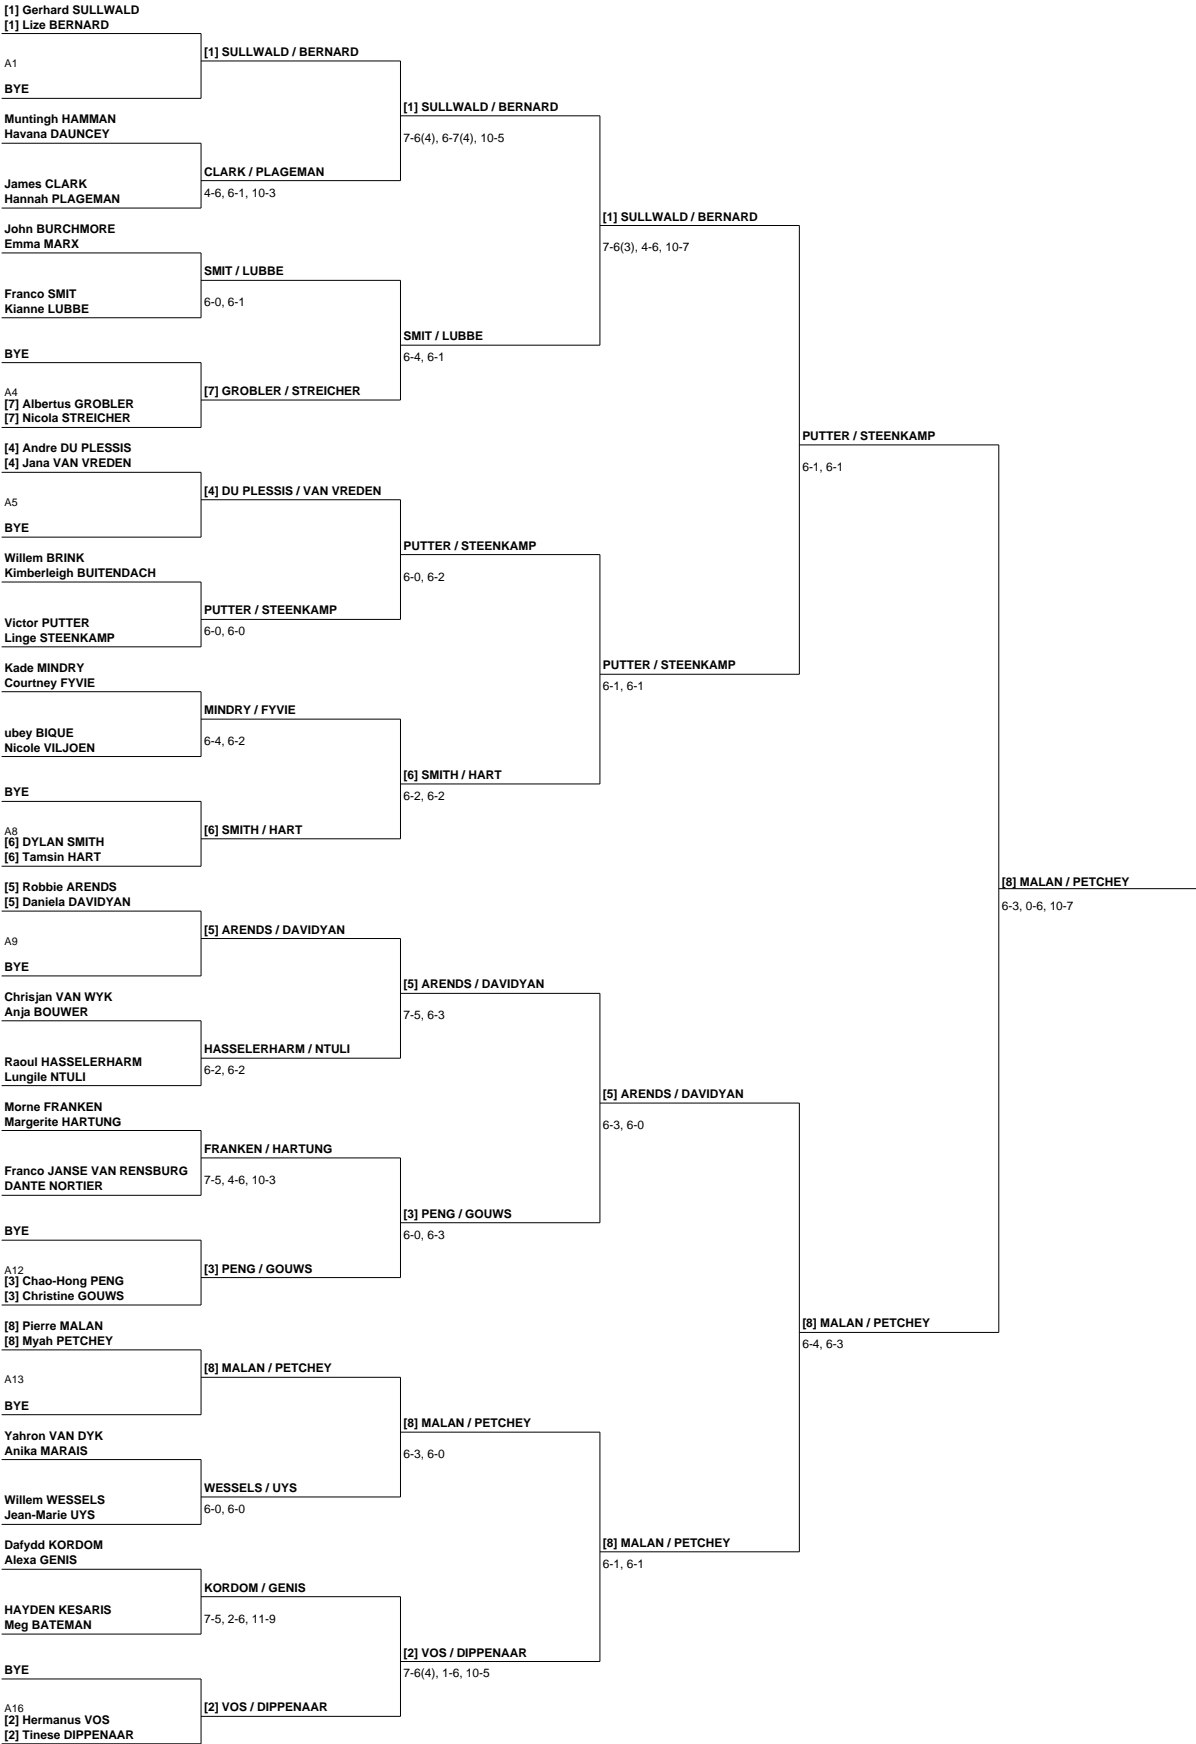 [1] Gerhard SULLWALD
[1] Lize BERNARD
[1] SULLWALD / BERNARD
A1
BYE
[1] SULLWALD / BERNARD
7-6(4), 6-7(4), 10-5
Muntingh HAMMAN
Havana DAUNCEY
CLARK / PLAGEMAN
4-6, 6-1, 10-3
James CLARK
Hannah PLAGEMAN
[1] SULLWALD / BERNARD
7-6(3), 4-6, 10-7
John BURCHMORE
Emma MARX
SMIT / LUBBE
6-0, 6-1
Franco SMIT
Kianne LUBBE
SMIT / LUBBE
6-4, 6-1
BYE
[7] GROBLER / STREICHER
A4
[7] Albertus GROBLER
[7] Nicola STREICHER
PUTTER / STEENKAMP
6-1, 6-1
[4] Andre DU PLESSIS
[4] Jana VAN VREDEN
[4] DU PLESSIS / VAN VREDEN
A5
BYE
PUTTER / STEENKAMP
6-0, 6-2
Willem BRINK
Kimberleigh BUITENDACH
PUTTER / STEENKAMP
6-0, 6-0
Victor PUTTER
Linge STEENKAMP
PUTTER / STEENKAMP
6-1, 6-1
Kade MINDRY
Courtney FYVIE
MINDRY / FYVIE
6-4, 6-2
ubey BIQUE
Nicole VILJOEN
[6] SMITH / HART
6-2, 6-2
BYE
[6] SMITH / HART
A8
[6] DYLAN SMITH
[6] Tamsin HART
[8] MALAN / PETCHEY
6-3, 0-6, 10-7
[5] Robbie ARENDS
[5] Daniela DAVIDYAN
[5] ARENDS / DAVIDYAN
A9
BYE
[5] ARENDS / DAVIDYAN
7-5, 6-3
Chrisjan VAN WYK
Anja BOUWER
HASSELERHARM / NTULI
6-2, 6-2
Raoul HASSELERHARM
Lungile NTULI
[5] ARENDS / DAVIDYAN
6-3, 6-0
Morne FRANKEN
Margerite HARTUNG
FRANKEN / HARTUNG
7-5, 4-6, 10-3
Franco JANSE VAN RENSBURG
DANTE NORTIER
[3] PENG / GOUWS
6-0, 6-3
BYE
[3] PENG / GOUWS
A12
[3] Chao-Hong PENG
[3] Christine GOUWS
[8] MALAN / PETCHEY
6-4, 6-3
[8] Pierre MALAN
[8] Myah PETCHEY
[8] MALAN / PETCHEY
A13
BYE
[8] MALAN / PETCHEY
6-3, 6-0
Yahron VAN DYK
Anika MARAIS
WESSELS / UYS
6-0, 6-0
Willem WESSELS
Jean-Marie UYS
[8] MALAN / PETCHEY
6-1, 6-1
Dafydd KORDOM
Alexa GENIS
KORDOM / GENIS
7-5, 2-6, 11-9
HAYDEN KESARIS
Meg BATEMAN
[2] VOS / DIPPENAAR
7-6(4), 1-6, 10-5
BYE
[2] VOS / DIPPENAAR
A16
[2] Hermanus VOS
[2] Tinese DIPPENAAR